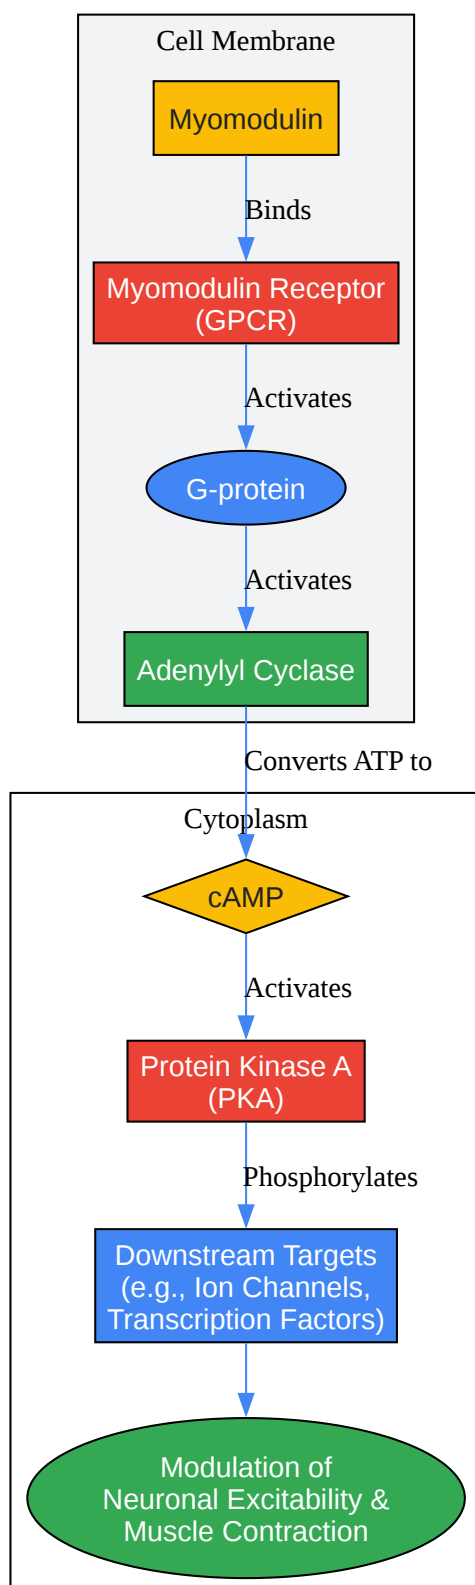 Cell Membrane
Myomodulin
Binds
Myomodulin Receptor
(GPCR)
Activates
G-protein
Activates
Adenylyl Cyclase
Converts ATP to
Cytoplasm
cAMP
Activates
Protein Kinase A
(PKA)
Phosphorylates
Downstream Targets
(e.g., Ion Channels,
Transcription Factors)
Modulation of
Neuronal Excitability &
Muscle Contraction